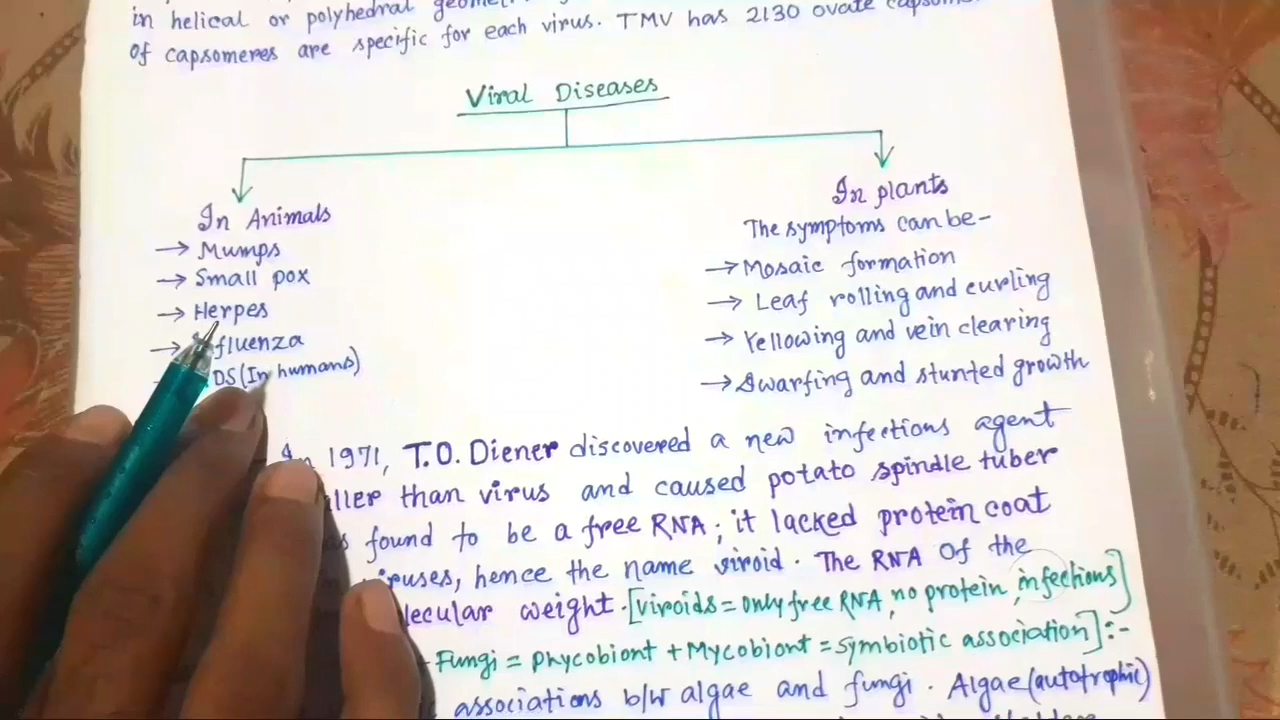 in helical or polyhedral
of capsomeres are specific for each virus. TMV has 2130 ovate
Viral Diseases
In Animals
→ Mumps
→ Small pox
→ Herpes
→ fluenza
DS (In humans)
In plants
The symptoms can be-
→ Mosaic formation
→ Leaf rolling and curling
→ Yellowing and vein clearing
→ Dwarfing and stunted growth
1971, T.O. Diener discovered a new infections agent
ller than virus and caused potato spindle tuber
found to be a free RNA; it lacked protein coat
ruses, hence the name viroid. The RNA of the
lecular weight. [Viroids = only free RNA, no protein, infections]
Fungi = Phycobiont + Mycobiont = Symbiotic association]:-
associations b/w algae and fungi. Algae (autotrophic)